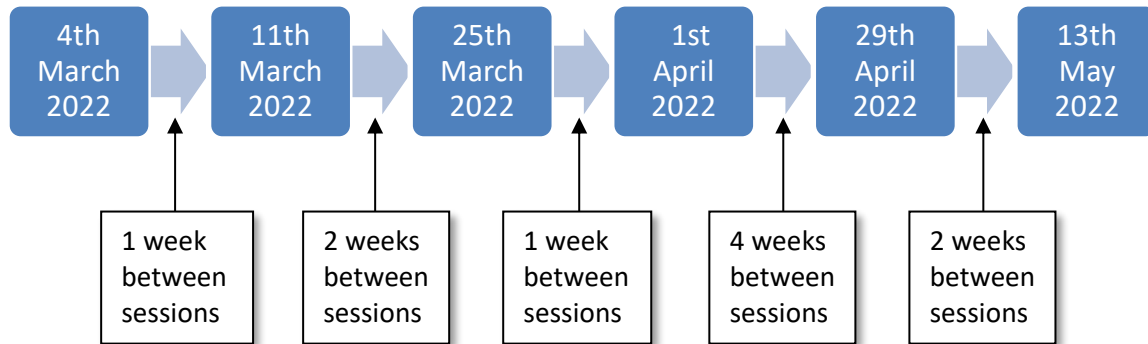 4th
March
2022
11th
March
2022
25th
March
2022
1st
April
2022
29th
April
2022
13th
May
2022
1 week
between
sessions
2 weeks
between
sessions
1 week
between
sessions
4 weeks
between
sessions
2 weeks
between
sessions